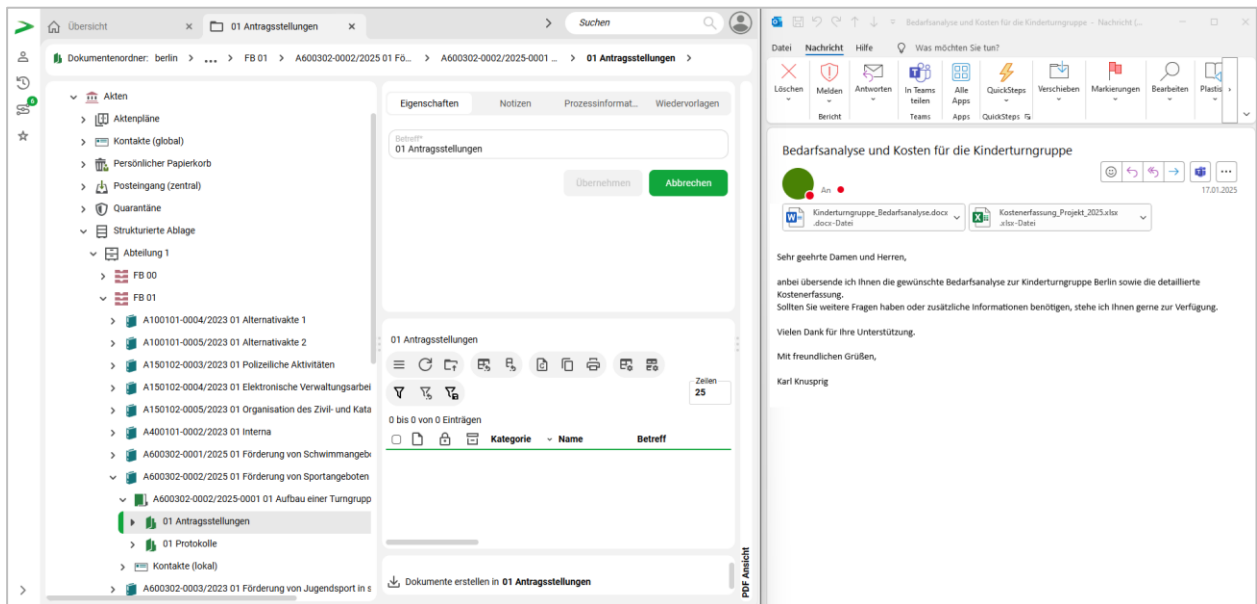 Übersicht
01 Antragsstellungen
Suchen
Dokumentenordner: berlin > ... > FB 01 > A600302-0002/2025 01 Fö... > A600302-0002/2025-0001 ... > 01 Antragsstellungen >
6
Akten
Aktenpläne
Kontakte (global)
Persönlicher Papierkorb
Posteingang (zentral)
Quarantäne
Strukturierte Ablage
Abteilung 1
FB 00
FB 01
A100101-0004/2023 01 Alternativakte 1
A100101-0005/2023 01 Alternativakte 2
A150102-0003/2023 01 Polizeiliche Aktivitäten
A150102-0004/2023 01 Elektronische Verwaltungsarbei
A150102-0005/2023 01 Organisation des Zivil- und Kata
A400101-0002/2023 01 Interna
A600302-0001/2025 01 Förderung von Schwimmangeb
A600302-0002/2025 01 Förderung von Sportangeboten
A600302-0002/2025-0001 01 Aufbau einer Turngrupp
01 Antragsstellungen
01 Protokolle
Kontakte (lokal)
A600302-0003/2023 01 Förderung von Jugendsport in s
Eigenschaften Notizen Prozessinformat... Wiedervorlagen
Betreff*
01 Antragsstellungen
Übernehmen Abbrechen
01 Antragsstellungen
Zeilen
25
0 bis 0 von 0 Einträgen
Kategorie Name Betreff
Dokumente erstellen in 01 Antragsstellungen
PDF Ansicht
Bedarfsanalyse und Kosten für die Kinderturngruppe - Nachricht (...
Datei Nachricht Hilfe Was möchten Sie tun?
Löschen Melden Antworten In Teams teilen Alle Apps QuickSteps Verschieben Markierungen Bearbeiten Plastis
Bericht Teams Apps QuickSteps
Bedarfsanalyse und Kosten für die Kinderturngruppe
An
17.01.2025
Kinderturngruppe_Bedarfsanalyse.docx
.docx-Datei
Kostenerfassung_Projekt_2025.xlsx
.xlsx-Datei
Sehr geehrte Damen und Herren,
anbei übersende ich Ihnen die gewünschte Bedarfsanalyse zur Kinderturngruppe Berlin sowie die detaillierte
Kostenerfassung.
Sollten Sie weitere Fragen haben oder zusätzliche Informationen benötigen, stehe ich Ihnen gerne zur Verfügung.
Vielen Dank für Ihre Unterstützung.
Mit freundlichen Grüßen,
Karl Knusprig